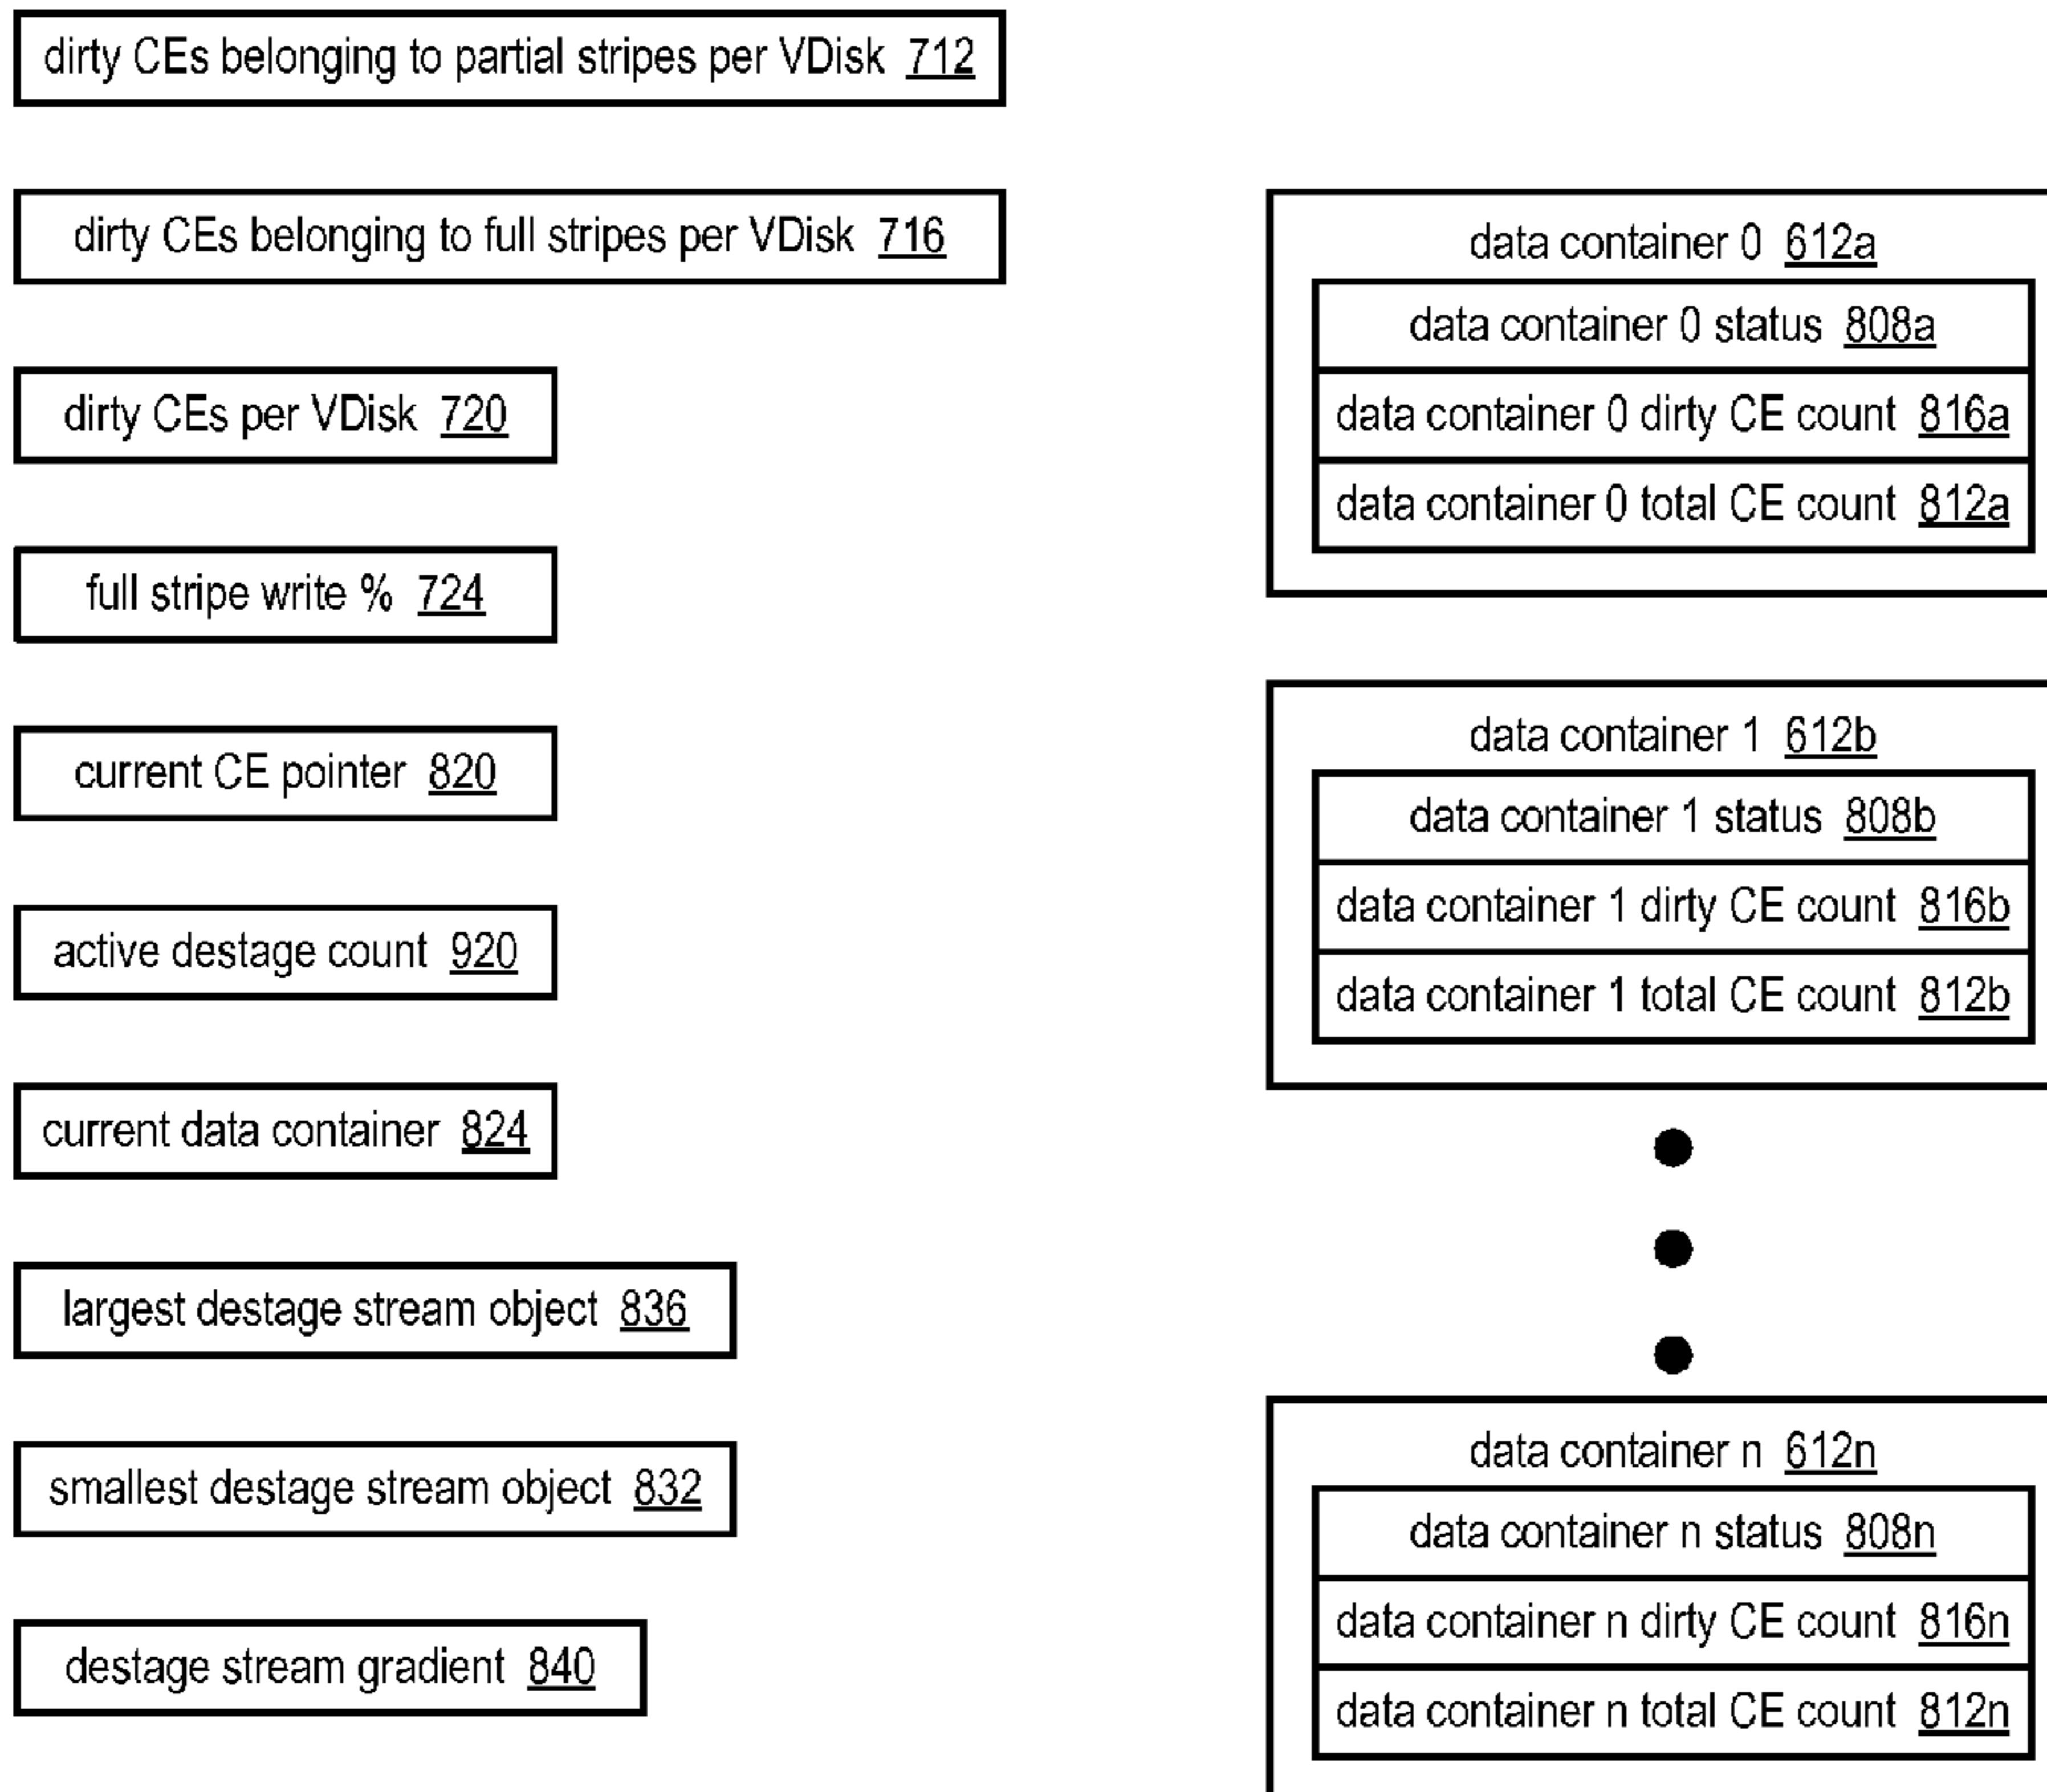 dirty CEs belonging to partial stripes per VDisk 712
dirty CEs belonging to full stripes per VDisk 716
dirty CEs per VDisk 720
full stripe write % 724
current CE pointer 820
active destage count 920
current data container 824
largest destage stream object 836
smallest destage stream object 832
destage stream gradient 840
data container 0 612a
data container 0 status 808a
data container 0 dirty CE count 816a
data container 0 total CE count 812a
data container 1 612b
data container 1 status 808b
data container 1 dirty CE count 816b
data container 1 total CE count 812b
data container n 612n
data container n status 808n
data container n dirty CE count 816n
data container n total CE count 812n